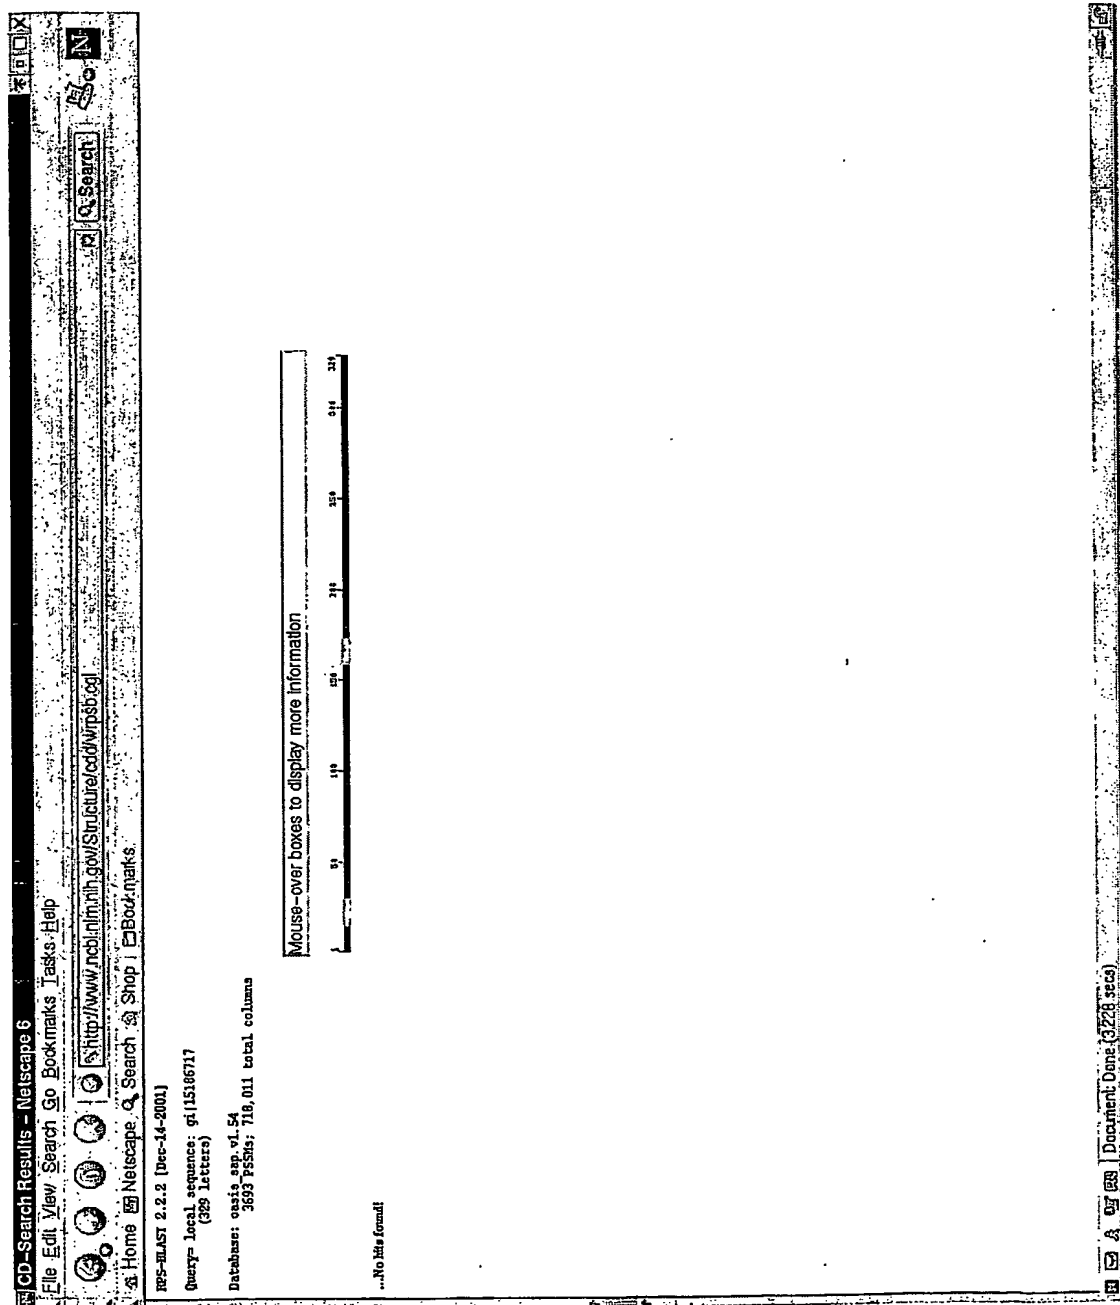 CD-Search Results - Netscape 6
File Edit View Search Go Bookmarks Tasks Help
http://www.ncbi.nlm.nih.gov/Structure/cdd/wrpsb.cgi Search N
Home Netscape Search Shop Bookmarks
RPS-BLAST 2.2.2 [Dec-14-2001]
Query= local sequence: gi|15186717
(329 letters)
Database: oasis_sap.v1.54
3693 PSSMs; 718,011 total columns
Mouse-over boxes to display more information
1 50 100 150 200 250 300 329
...No hits found!
Document: Done (3.228 secs)